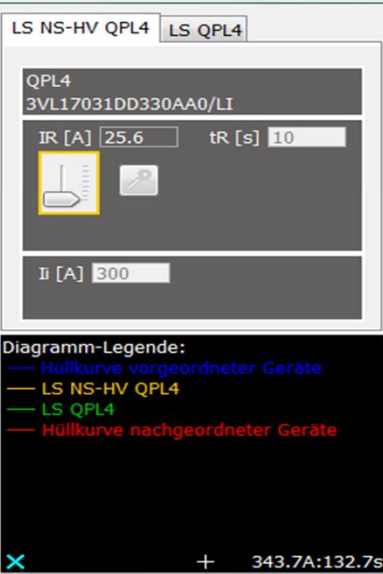 LS NS-HV QPL4 LS QPL4
QPL4
3VL17031DD330AA0/LI
IR [A] 25.6 tR [s] 10
Ii [A] 300
Diagramm-Legende:
Hüllkurve vorgeordneter Geräte
LS NS-HV QPL4
LS QPL4
Hüllkurve nachgeordneter Geräte
343.7A:132.7s